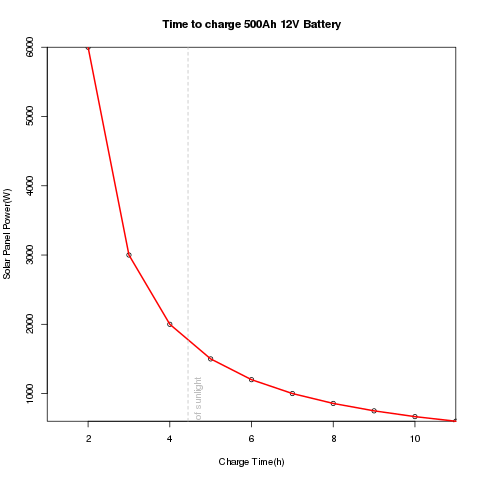 Time to charge 500Ah 12V Battery
Solar Panel Power(W)
6000
5000
4000
3000
2000
1000
of sunlight
2
4
6
8
10
Charge Time(h)